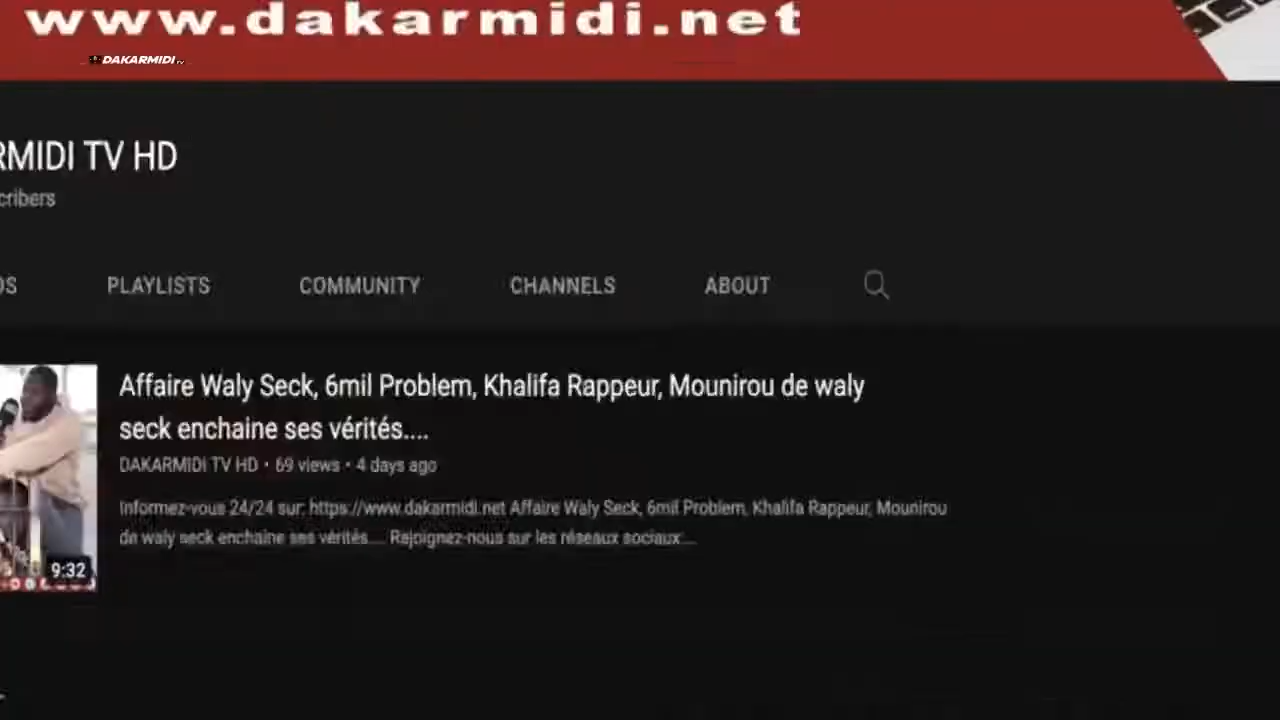 www.dakarmidi.net
DAKARMIDI TV
RMIDI TV HD
cribers
OS
PLAYLISTS
COMMUNITY
CHANNELS
ABOUT
Affaire Waly Seck, 6mil Problem, Khalifa Rappeur, Mounirou de waly
seck enchaine ses vérités....
DAKARMIDI TV HD • 69 views • 4 days ago
Informez-vous 24/24 sur: https://www.dakarmidi.net Affaire Waly Seck, 6mil Problem, Khalifa Rappeur, Mounirou
de waly seck enchaine ses vérités.... Rejoignez-nous sur les réseaux sociaux ...
9:32